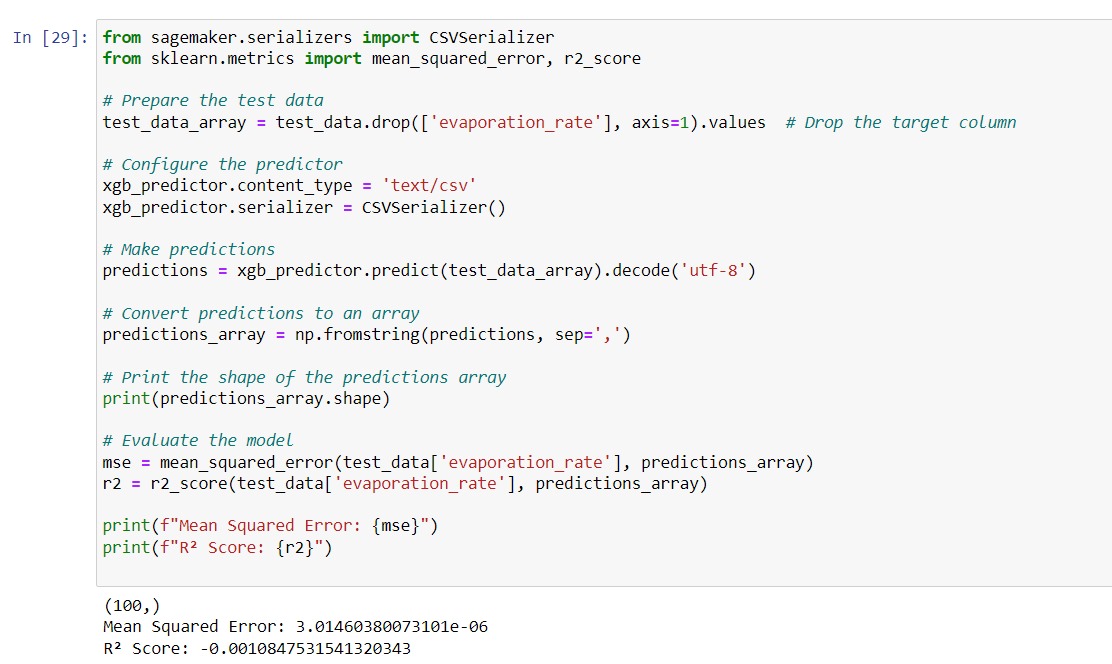 In [29]: from sagemaker.serializers import CSVSerializer
from sklearn.metrics import mean_squared_error, r2_score
# Prepare the test data
test_data_array = test_data.drop(['evaporation_rate'], axis=1).values  # Drop the target column
# Configure the predictor
xgb_predictor.content_type = 'text/csv'
xgb_predictor.serializer = CSVSerializer()
# Make predictions
predictions = xgb_predictor.predict(test_data_array).decode('utf-8')
# Convert predictions to an array
predictions_array = np.fromstring(predictions, sep=',')
# Print the shape of the predictions array
print(predictions_array.shape)
# Evaluate the model
mse = mean_squared_error(test_data['evaporation_rate'], predictions_array)
r2 = r2_score(test_data['evaporation_rate'], predictions_array)
print(f"Mean Squared Error: {mse}")
print(f"R² Score: {r2}")
(100,)
Mean Squared Error: 3.01460380073101e-06
R² Score: -0.0010847531541320343